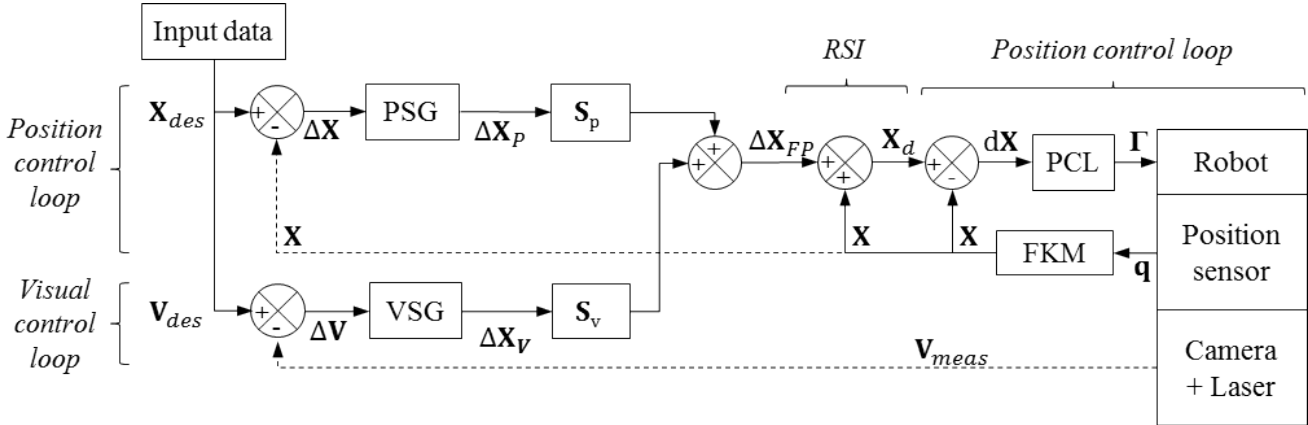 Input data
RSI
Position control loop
Position
control
loop
X_des
+
-
ΔX
PSG
ΔX_P
S_p
+
+
ΔX_FP
+
+
X_d
+
-
dX
PCL
Γ
Robot
X
X
X
FKM
q
Position
sensor
Visual
control
loop
V_des
+
-
ΔV
VSG
ΔX_V
S_v
V_meas
Camera
+ Laser